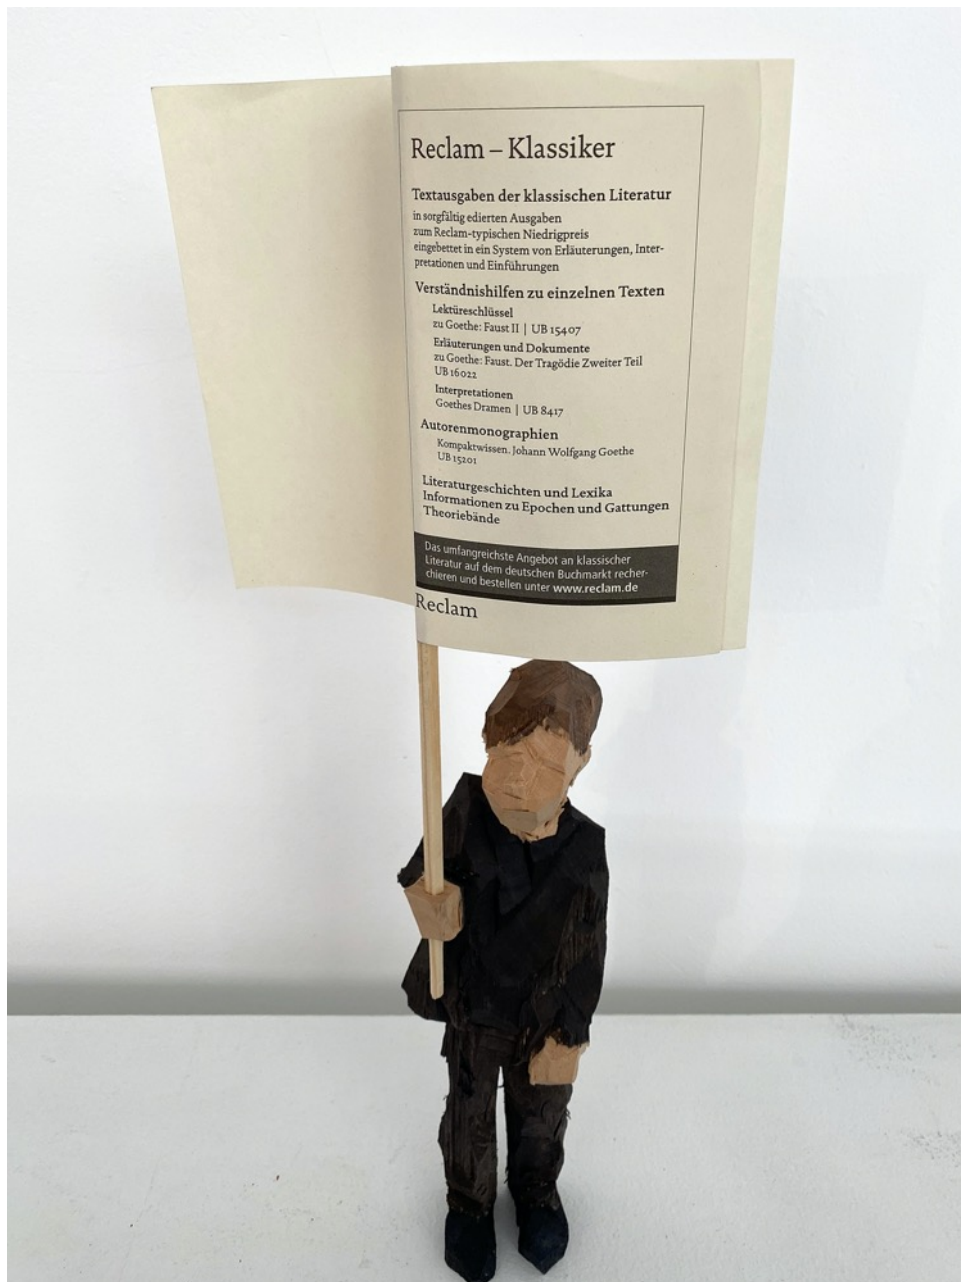 Reclam – Klassiker
Textausgaben der klassischen Literatur
in sorgfältig edierten Ausgaben
zum Reclam-typischen Niedrigpreis
eingebettet in ein System von Erläuterungen, Inter-
pretationen und Einführungen
Verständnishilfen zu einzelnen Texten
Lektüreschlüssel
zu Goethe: Faust II | UB 15407
Erläuterungen und Dokumente
zu Goethe: Faust. Der Tragödie Zweiter Teil
UB 16022
Interpretationen
Goethes Dramen | UB 8417
Autorenmonographien
Kompaktwissen. Johann Wolfgang Goethe
UB 15201
Literaturgeschichten und Lexika
Informationen zu Epochen und Gattungen
Theoriebände
Das umfangreichste Angebot an klassischer
Literatur auf dem deutschen Buchmarkt recher-
chieren und bestellen unter www.reclam.de
Reclam